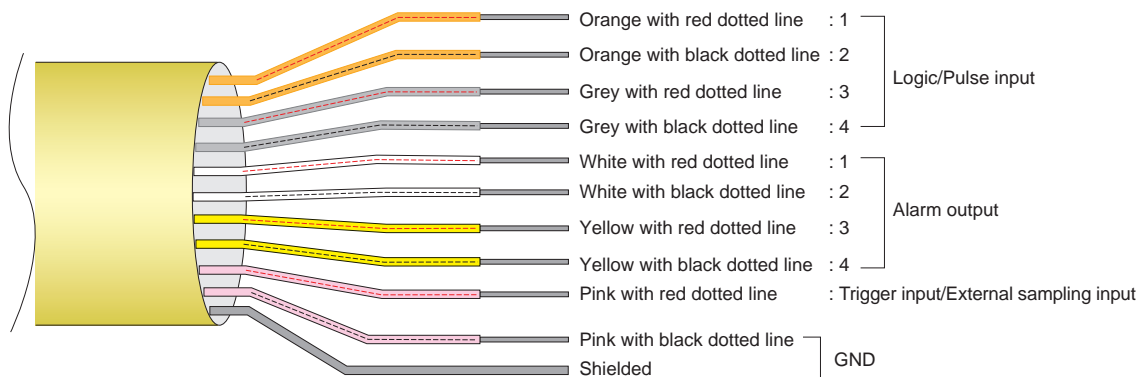 Orange with red dotted line : 1
Orange with black dotted line : 2
Grey with red dotted line : 3
Grey with black dotted line : 4
Logic/Pulse input
White with red dotted line : 1
White with black dotted line : 2
Yellow with red dotted line : 3
Yellow with black dotted line : 4
Alarm output
Pink with red dotted line : Trigger input/External sampling input
Pink with black dotted line
Shielded
GND